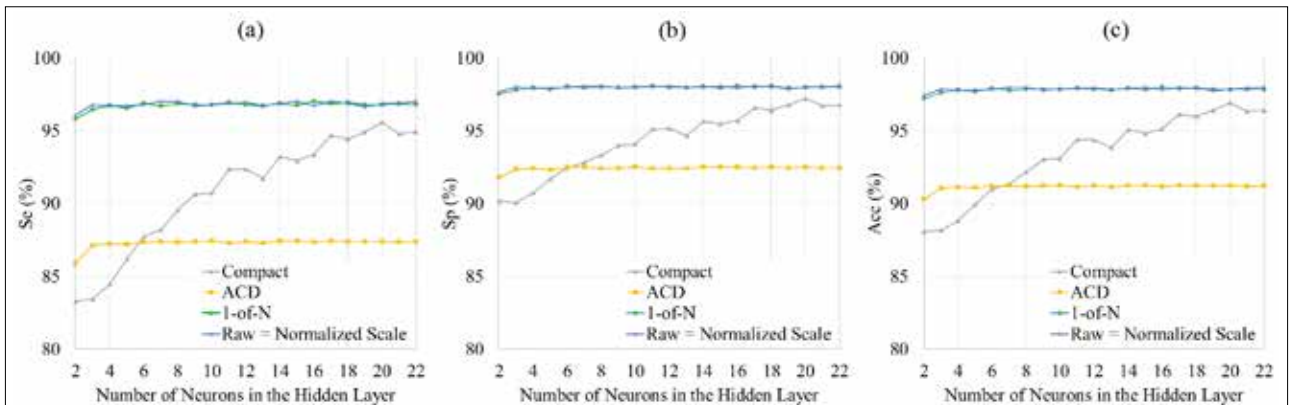 (a)
100
95
90
85
80
Se (%)
Compact
ACD
1-of-N
Raw = Normalized Scale
2 4 6 8 10 12 14 16 18 20 22
Number of Neurons in the Hidden Layer
(b)
100
95
90
85
80
Sp (%)
Compact
ACD
1-of-N
Raw = Normalized Scale
2 4 6 8 10 12 14 16 18 20 22
Number of Neurons in the Hidden Layer
(c)
100
95
90
85
80
Acc (%)
Compact
ACD
1-of-N
Raw = Normalized Scale
2 4 6 8 10 12 14 16 18 20 22
Number of Neurons in the Hidden Layer